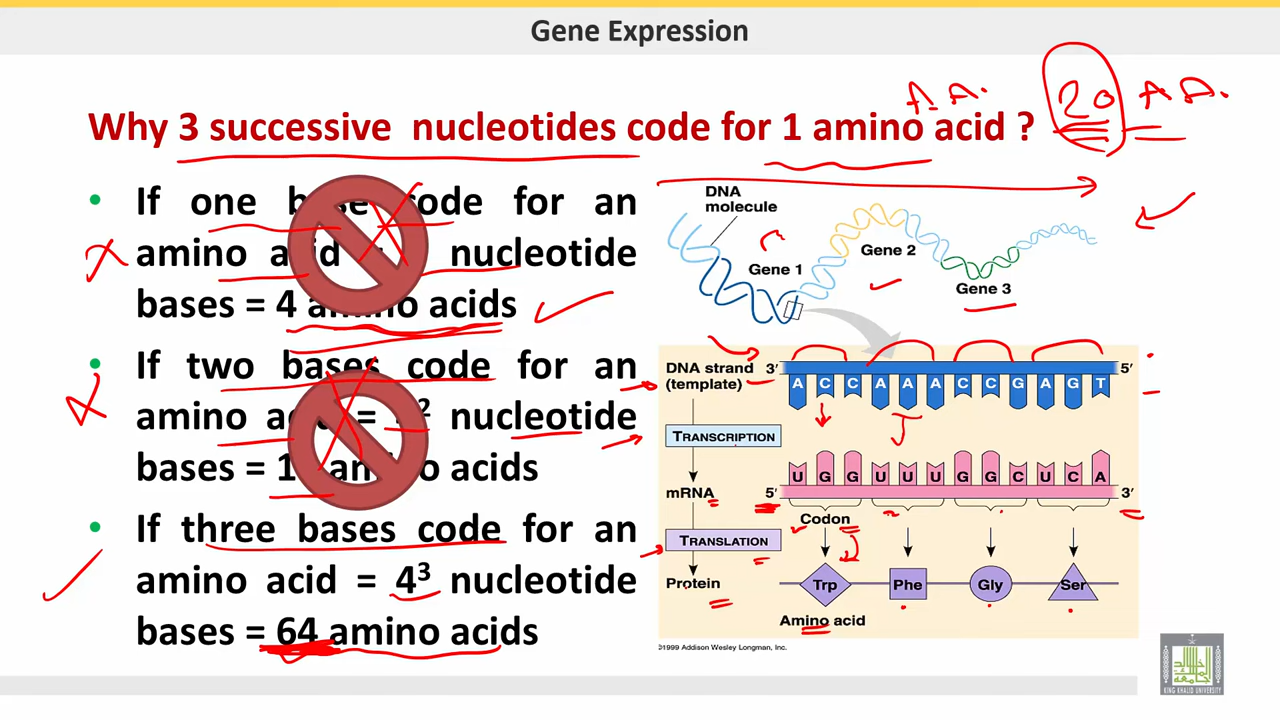 Gene Expression
Why 3 successive nucleotides code for 1 amino acid ?
A.A.
20 A A.
If one base code for an
amino acid nucleotide
bases = 4 amino acids
If two bases code for an
amino nucleotide
bases = amino acids
If three bases code for an
amino acid = 4³ nucleotide
bases = 64 amino acids
DNA
molecule
Gene 1
Gene 2
Gene 3
DNA strand 3' A C C A A A C C G A G T 5'
(template)
TRANSCRIPTION
mRNA 5' U G G U U U G G C U C A 3'
Codon
TRANSLATION
Protein
Trp Phe Gly Ser
Amino acid
©1999 Addison Wesley Longman, Inc.
KING KHALID UNIVERSITY